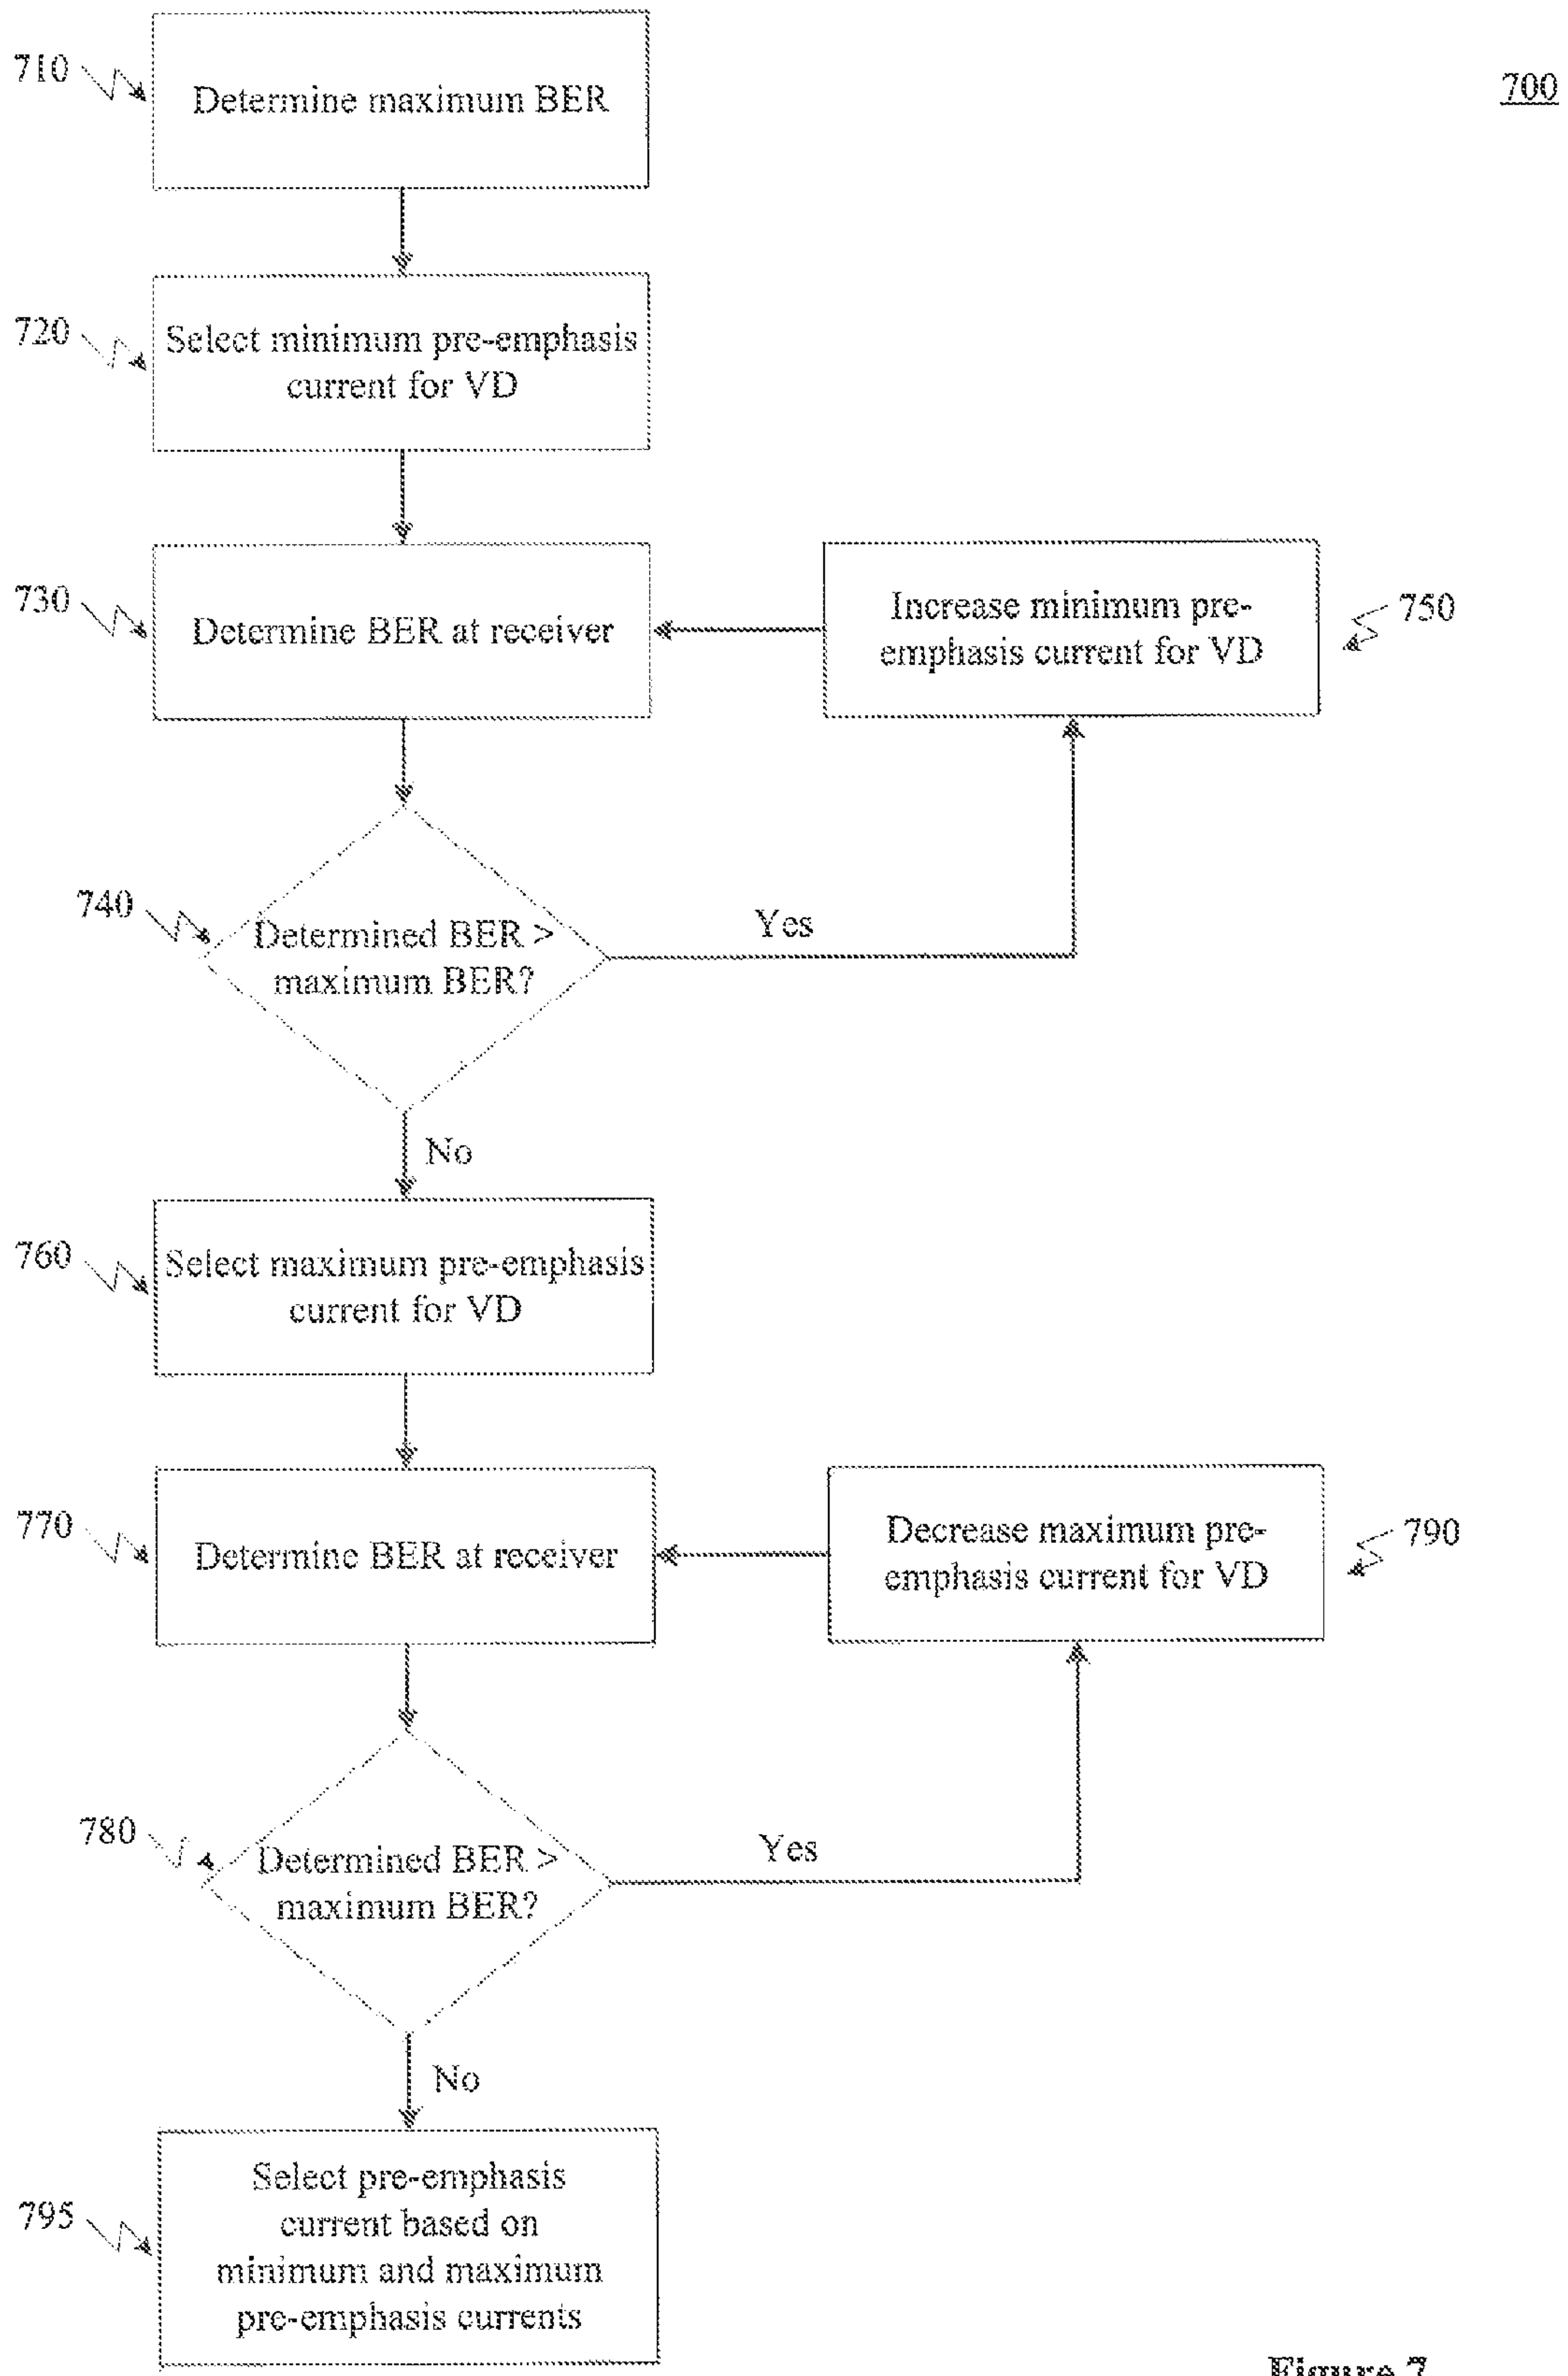 710
Determine maximum BER
700
720
Select minimum pre-emphasis
current for VD
730
Determine BER at receiver
Increase minimum pre-
emphasis current for VD
750
740
Determined BER >
maximum BER?
Yes
No
760
Select maximum pre-emphasis
current for VD
770
Determine BER at receiver
Decrease maximum pre-
emphasis current for VD
790
780
Determined BER >
maximum BER?
Yes
No
795
Select pre-emphasis
current based on
minimum and maximum
pre-emphasis currents
Figure 7